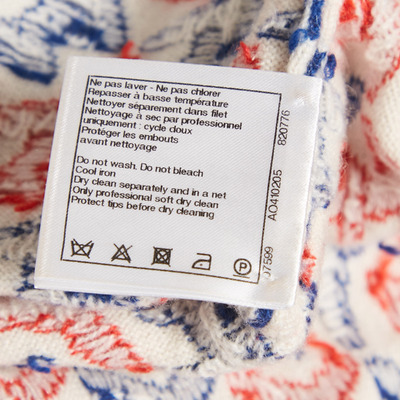 Ne pas laver - Ne pas chlorer
Repasser à basse température
Nettoyer séparément dans filet
Nettoyage à sec par professionnel
uniquement : cycle doux
Protéger les embouts
avant nettoyage
Do not wash. Do not bleach
Cool iron
Dry clean separately and in a net
Only professional soft dry clean
Protect tips before dry cleaning
P
820776
AO410205